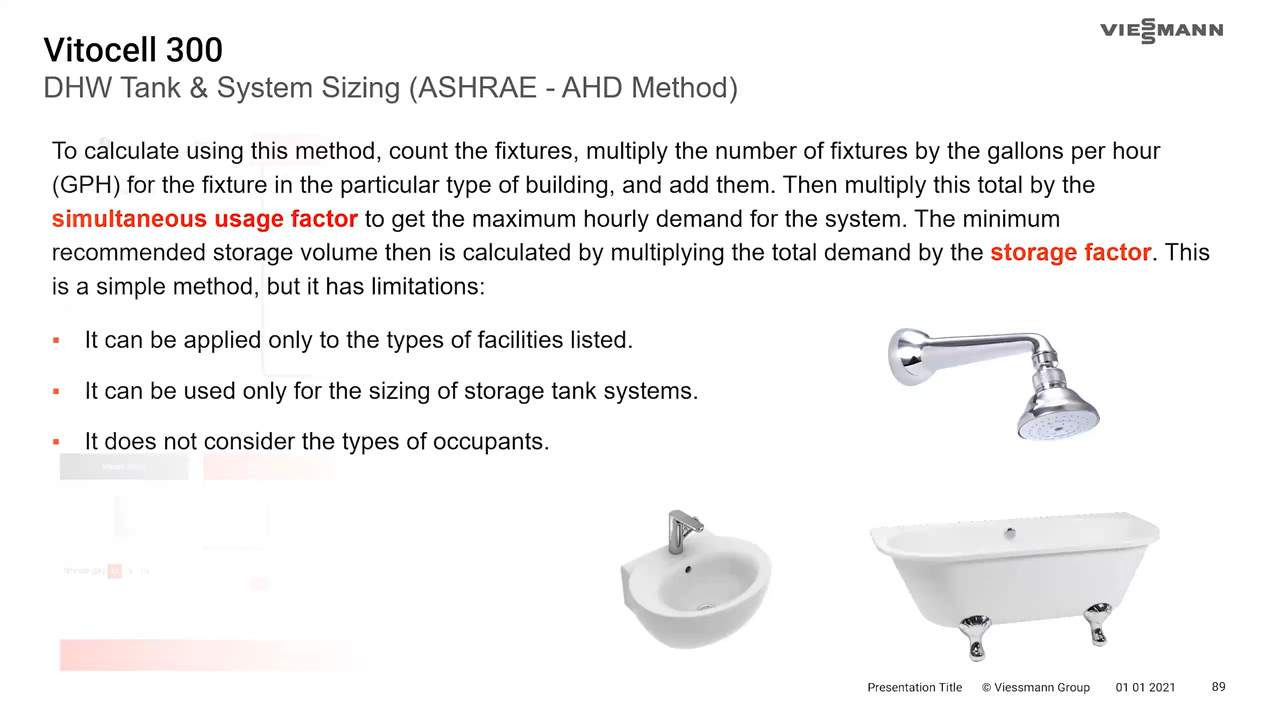 VIESSMANN
Vitocell 300
DHW Tank & System Sizing (ASHRAE - AHD Method)
To calculate using this method, count the fixtures, multiply the number of fixtures by the gallons per hour
(GPH) for the fixture in the particular type of building, and add them. Then multiply this total by the
simultaneous usage factor to get the maximum hourly demand for the system. The minimum
recommended storage volume then is calculated by multiplying the total demand by the storage factor. This
is a simple method, but it has limitations:
▪ It can be applied only to the types of facilities listed.
▪ It can be used only for the sizing of storage tank systems.
▪ It does not consider the types of occupants.
Presentation Title © Viessmann Group 01 01 2021 89